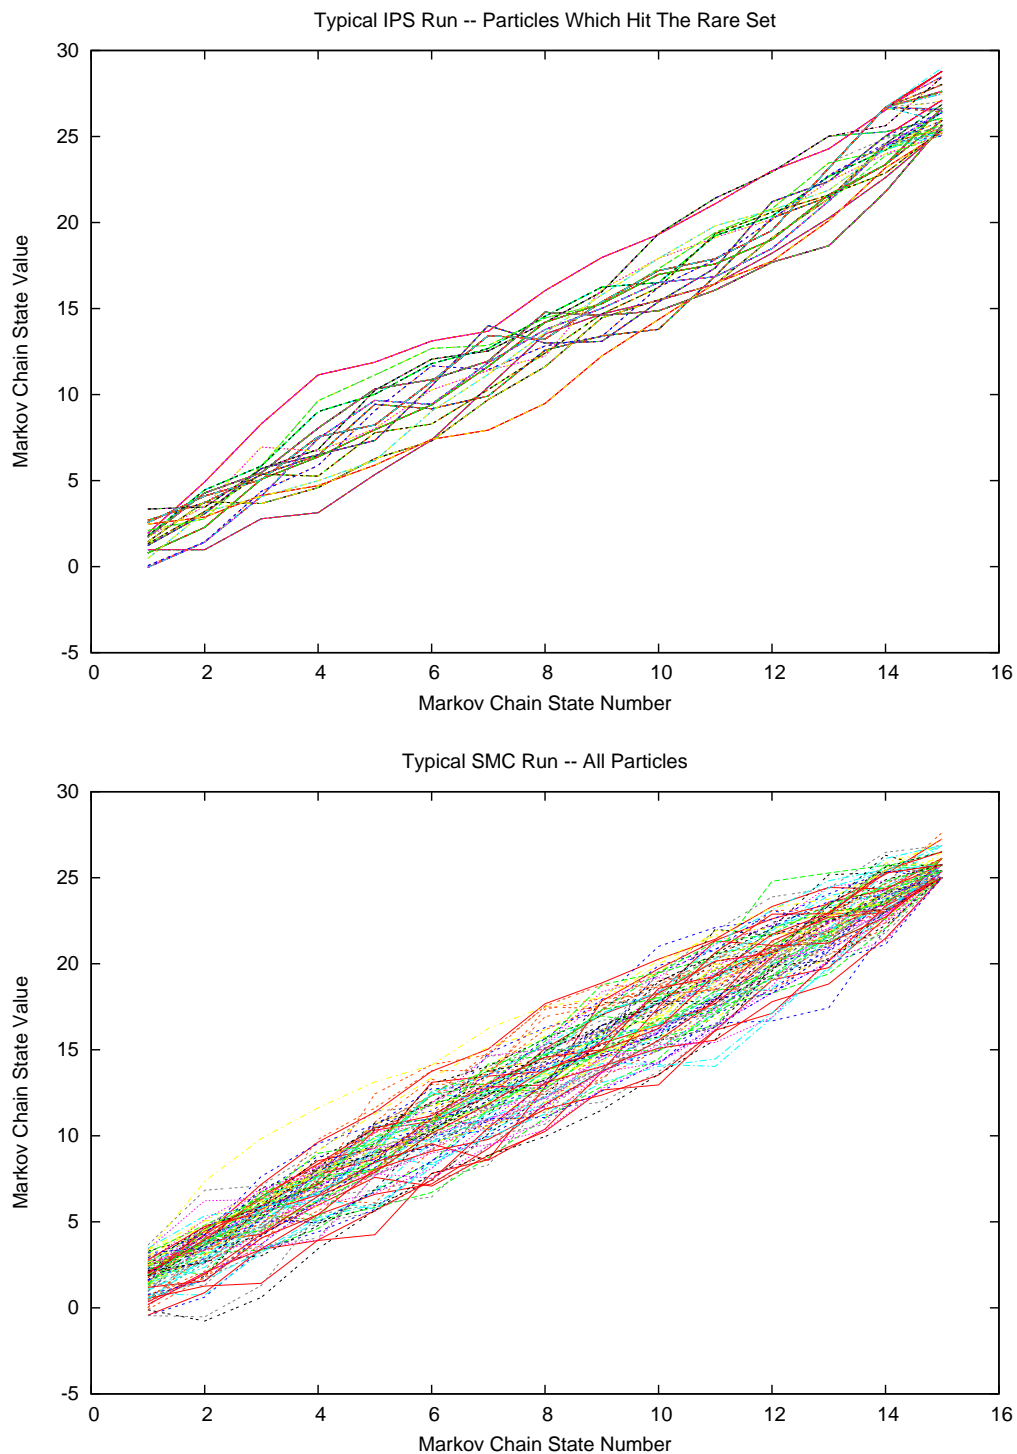 Typical IPS Run -- Particles Which Hit The Rare Set
30
25
20
15
10
5
0
-5
Markov Chain State Value
0 2 4 6 8 10 12 14 16
Markov Chain State Number
Typical SMC Run -- All Particles
30
25
20
15
10
5
0
-5
Markov Chain State Value
0 2 4 6 8 10 12 14 16
Markov Chain State Number